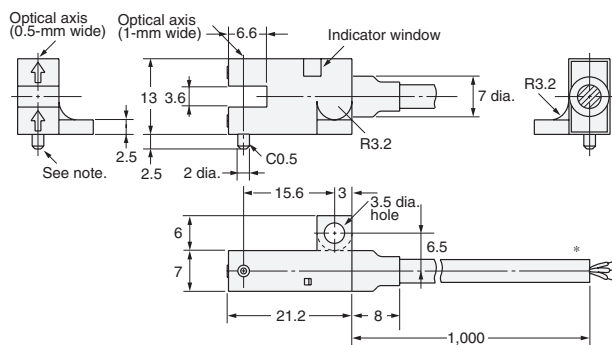 Optical axis
(0.5-mm wide)
Optical axis
(1-mm wide)
6.6
Indicator window
13
3.6
7 dia.
R3.2
R3.2
2.5
2.5
See note.
2 dia.
C0.5
15.6
3
3.5 dia.
hole
6
6.5
7
*
21.2
8
1,000